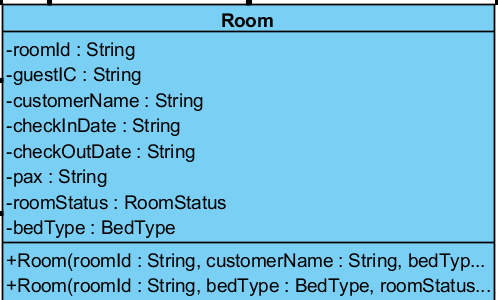 Room
-roomId : String
-guestIC : String
-customerName : String
-checkInDate : String
-checkOutDate : String
-pax : String
-roomStatus : RoomStatus
-bedType : BedType
+Room(roomId : String, customerName : String, bedTyp...
+Room(roomId : String, bedType : BedType, roomStatus...